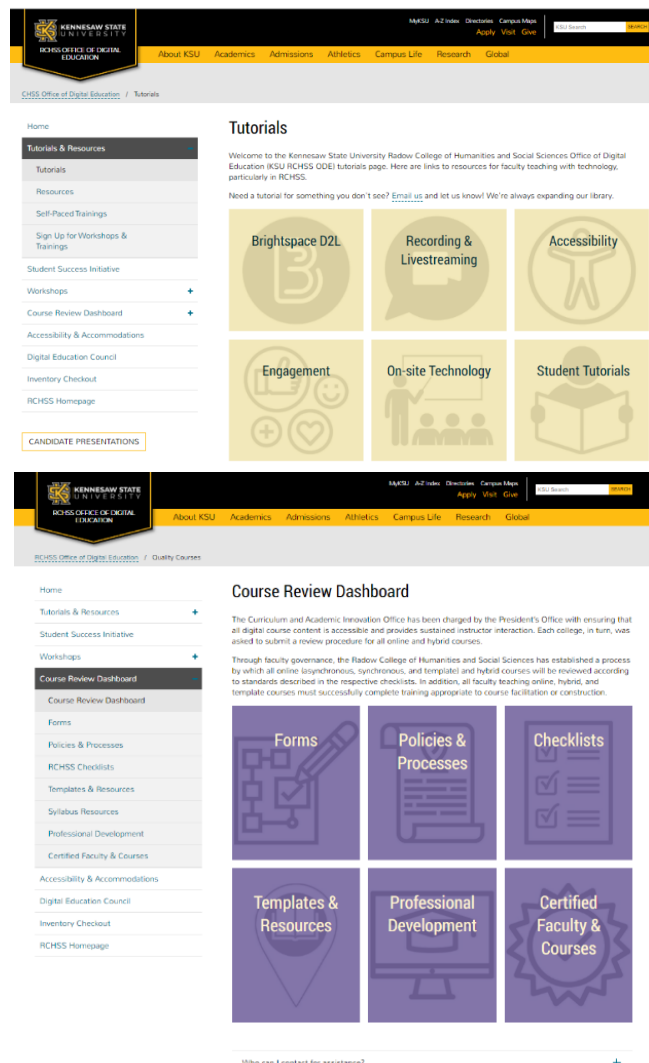 MyKSU A-Z Index Directories Campus Maps
Apply Visit Give
KSU Search SEARCH
KENNESAW STATE
UNIVERSITY
RCHSS OFFICE OF DIGITAL
EDUCATION
About KSU Academics Admissions Athletics Campus Life Research Global
CHSS Office of Digital Education / Tutorials
Home
Tutorials & Resources
Tutorials
Resources
Self-Paced Trainings
Sign Up for Workshops &
Trainings
Student Success Initiative
Workshops +
Course Review Dashboard +
Accessibility & Accommodations
Digital Education Council
Inventory Checkout
RCHSS Homepage
CANDIDATE PRESENTATIONS
Tutorials
Welcome to the Kennesaw State University Radow College of Humanities and Social Sciences Office of Digital
Education (KSU RCHSS ODE) tutorials page. Here are links to resources for faculty teaching with technology,
particularly in RCHSS.
Need a tutorial for something you don't see? Email us and let us know! We're always expanding our library.
Brightspace D2L
Recording &
Livestreaming
Accessibility
Engagement
On-site Technology
Student Tutorials
MyKSU A-Z Index Directories Campus Maps
Apply Visit Give
KSU Search SEARCH
KENNESAW STATE
UNIVERSITY
RCHSS OFFICE OF DIGITAL
EDUCATION
About KSU Academics Admissions Athletics Campus Life Research Global
RCHSS Office of Digital Education / Quality Courses
Home
Tutorials & Resources +
Student Success Initiative
Workshops +
Course Review Dashboard
Course Review Dashboard
Forms
Policies & Processes
RCHSS Checklists
Templates & Resources
Syllabus Resources
Professional Development
Certified Faculty & Courses
Accessibility & Accommodations
Digital Education Council
Inventory Checkout
RCHSS Homepage
Course Review Dashboard
The Curriculum and Academic Innovation Office has been charged by the President's Office with ensuring that
all digital course content is accessible and provides sustained instructor interaction. Each college, in turn, was
asked to submit a review procedure for all online and hybrid courses.
Through faculty governance, the Radow College of Humanities and Social Sciences has established a process
by which all online (asynchronous, synchronous, and template) and hybrid courses will be reviewed according
to standards described in the respective checklists. In addition, all faculty teaching online, hybrid, and
template courses must successfully complete training appropriate to course facilitation or construction.
Forms
Policies &
Processes
Checklists
Templates &
Resources
Professional
Development
Certified
Faculty &
Courses
Who can I contact for assistance? +